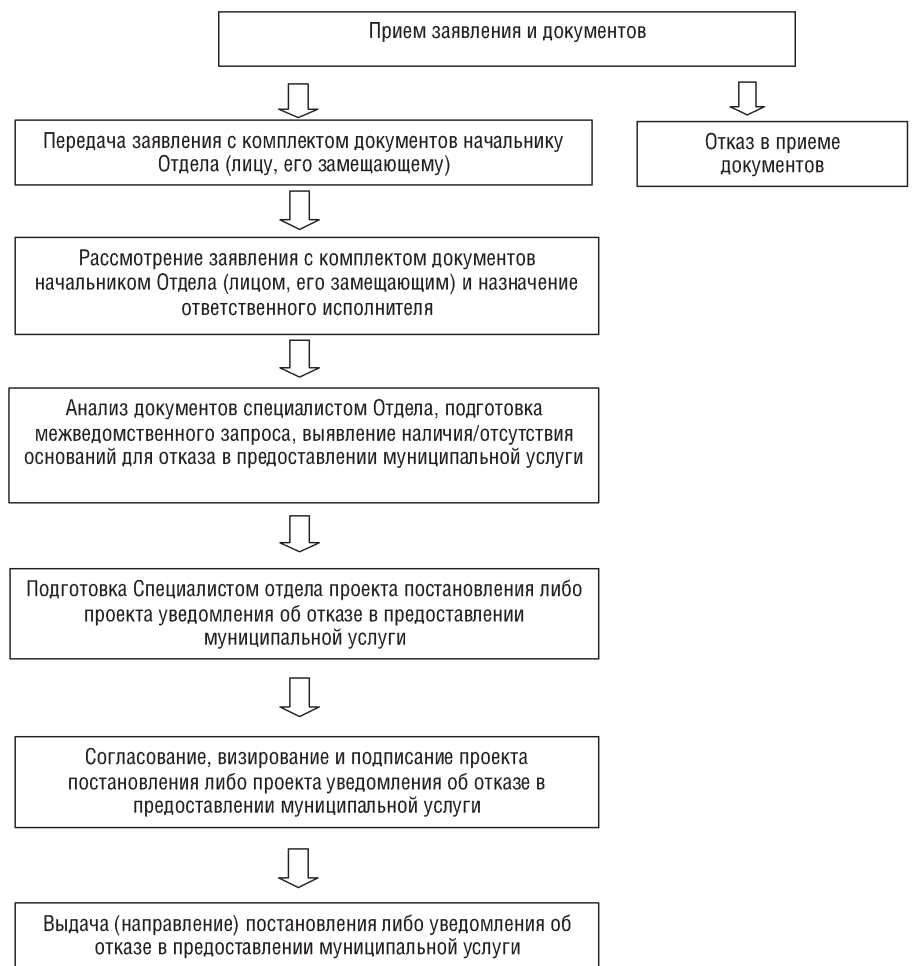 Прием заявления и документов
Передача заявления с комплектом документов начальнику
Отдела (лицу, его замещающему)
Отказ в приеме
документов
Рассмотрение заявления с комплектом документов
начальником Отдела (лицом, его замещающим) и назначение
ответственного исполнителя
Анализ документов специалистом Отдела, подготовка
межведомственного запроса, выявление наличия/отсутствия
оснований для отказа в предоставлении муниципальной услуги
Подготовка Специалистом отдела проекта постановления либо
проекта уведомления об отказе в предоставлении
муниципальной услуги
Согласование, визирование и подписание проекта
постановления либо проекта уведомления об отказе в
предоставлении муниципальной услуги
Выдача (направление) постановления либо уведомления об
отказе в предоставлении муниципальной услуги